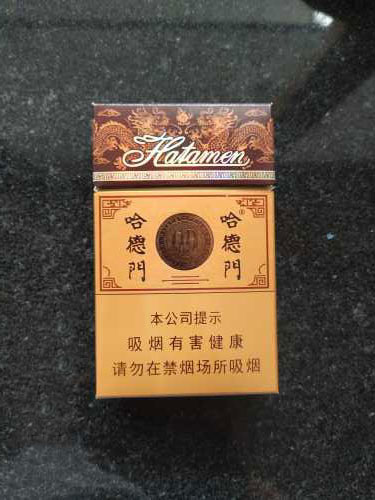 Hatamen
哈德門
哈德門®
本公司提示
吸烟有害健康
请勿在禁烟场所吸烟